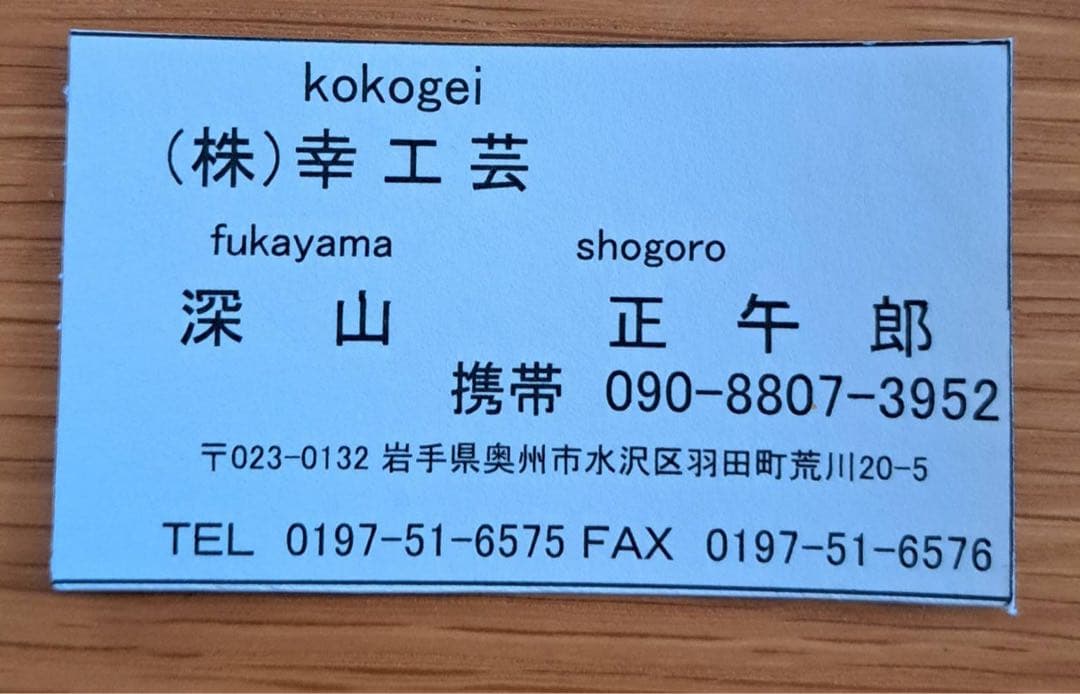 kokogei
(株)幸工芸
fukayama shogoro
深山 正午郎
携帯 090-8807-3952
〒023-0132 岩手県奥州市水沢区羽田町荒川20-5
TEL 0197-51-6575 FAX 0197-51-6576